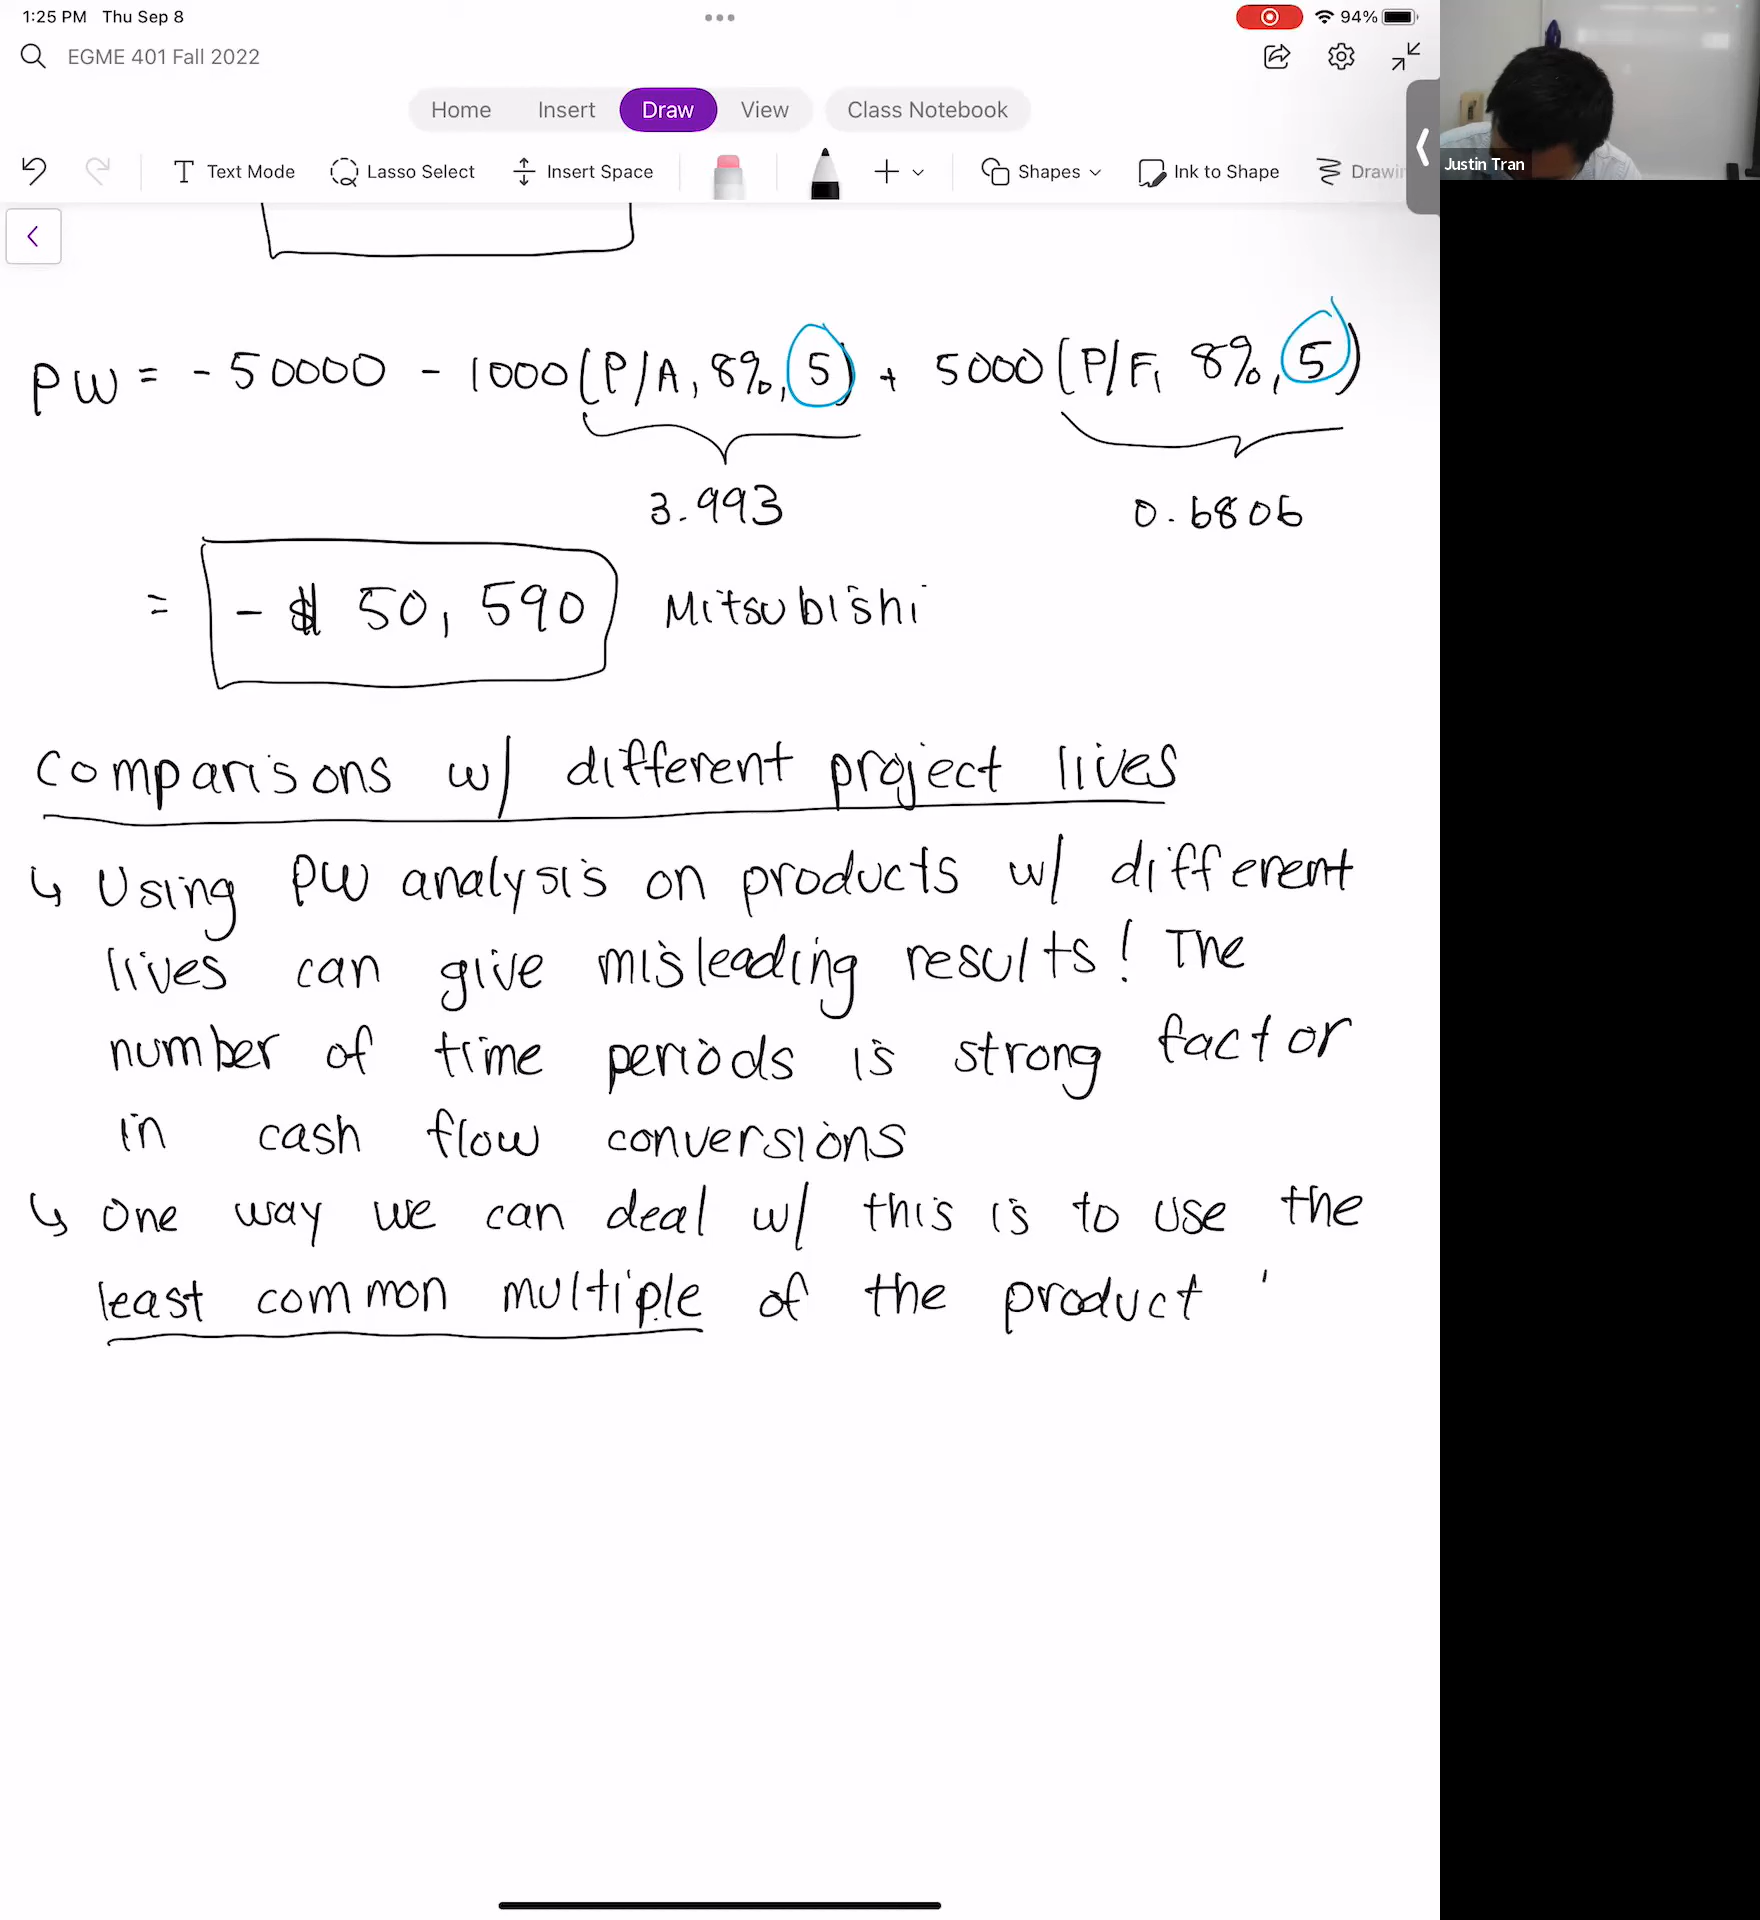 1:25 PM Thu Sep 8
94%
EGME 401 Fall 2022
Home Insert Draw View Class Notebook
Text Mode Lasso Select Insert Space Shapes Ink to Shape Drawi
Justin Tran
PW = - 50000 - 1000 (P/A, 8%, 5) + 5000 (P/F, 8%, 5)
3.993 0.6806
= - $ 50, 590 Mitsubishi
Comparisons w/ different project lives
↳ Using PW analysis on products w/ different
lives can give misleading results! The
number of time periods is strong factor
in cash flow conversions
↳ One way we can deal w/ this is to use the
least common multiple of the product '